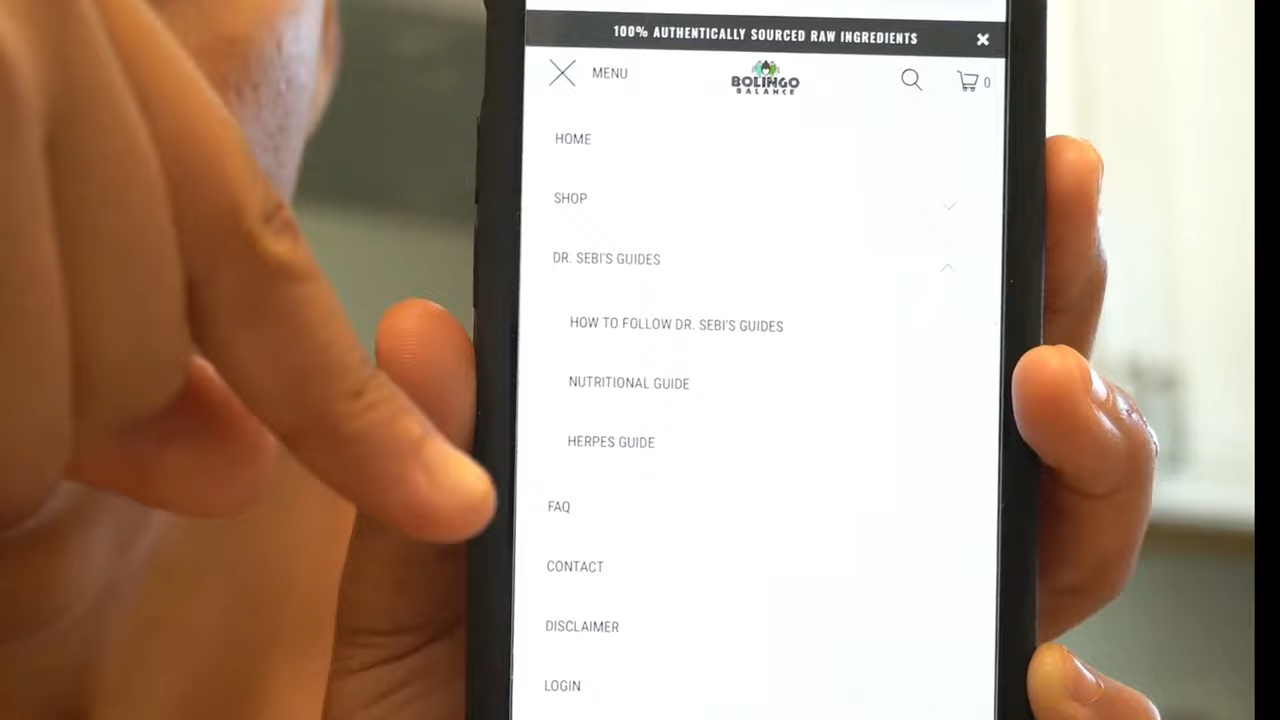 100% AUTHENTICALLY SOURCED RAW INGREDIENTS
MENU
BOLINGO
BALANCE
0
HOME
SHOP
DR. SEBI'S GUIDES
HOW TO FOLLOW DR. SEBI'S GUIDES
NUTRITIONAL GUIDE
HERPES GUIDE
FAQ
CONTACT
DISCLAIMER
LOGIN